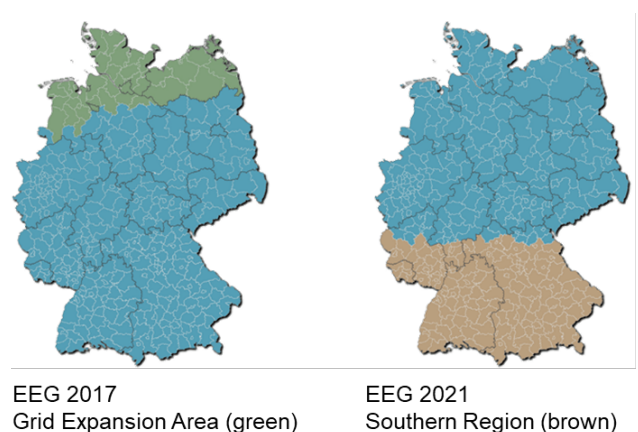 EEG 2017
Grid Expansion Area (green)
EEG 2021
Southern Region (brown)